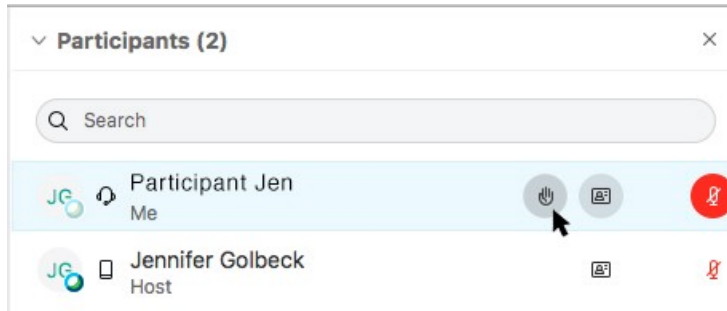 Participants (2)
Search
JG
Participant Jen
Me
JG
Jennifer Golbeck
Host